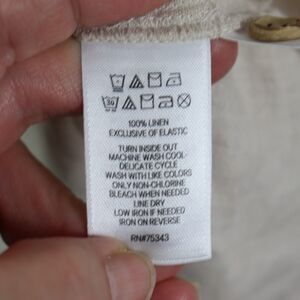 30
100% LINEN
EXCLUSIVE OF ELASTIC
TURN INSIDE OUT
MACHINE WASH COOL
DELICATE CYCLE
WASH WITH LIKE COLORS
ONLY NON-CHLORINE
BLEACH WHEN NEEDED
LINE DRY
LOW IRON IF NEEDED
IRON ON REVERSE
RN#75343